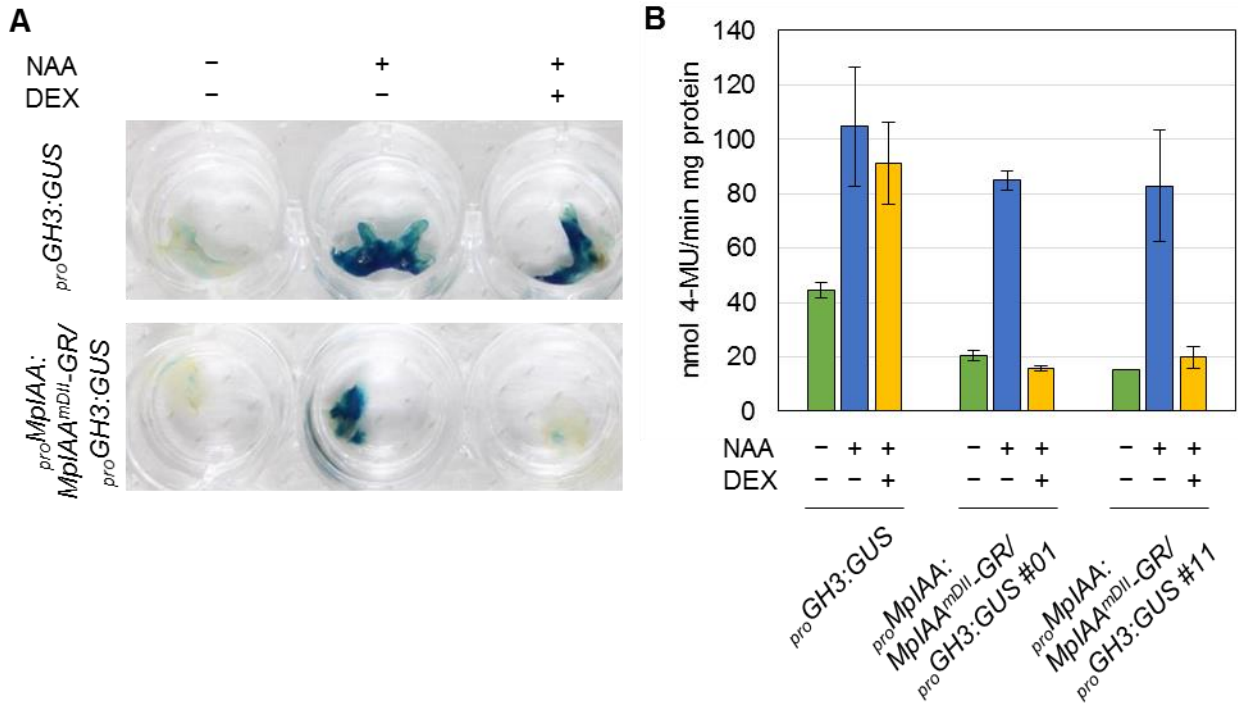 A
NAA − + +
DEX − − +
proGH3:GUS
proMpIAA:
MpIAAmDII-GR/
proGH3:GUS
B
140
120
100
80
60
40
20
0
nmol 4-MU/min mg protein
NAA − + + − + + − + +
DEX − − + − − + − − +
proGH3:GUS
proMpIAA:
MpIAAmDII-GR/
proGH3:GUS #01
proMpIAA:
MpIAAmDII-GR/
proGH3:GUS #11